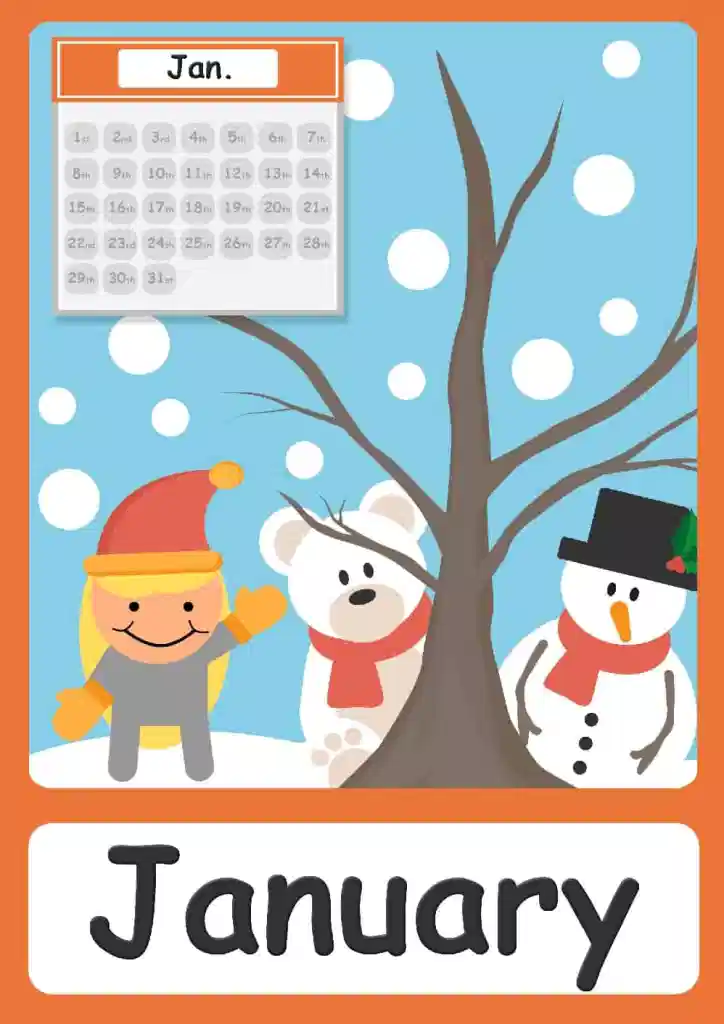 Jan.
1st 2nd 3rd 4th 5th 6th 7th
8th 9th 10th 11th 12th 13th 14th
15th 16th 17th 18th 19th 20th 21st
22nd 23rd 24th 25th 26th 27th 28th
29th 30th 31st
January